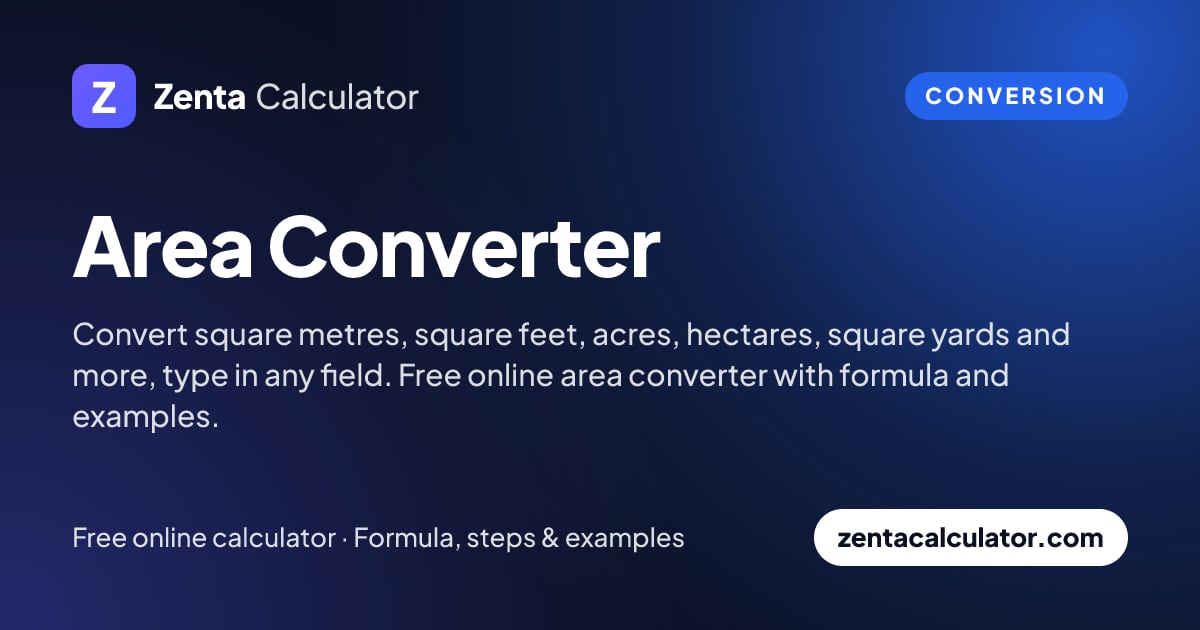 Z Zenta Calculator
CONVERSION
Area Converter
Convert square metres, square feet, acres, hectares, square yards and
more, type in any field. Free online area converter with formula and
examples.
Free online calculator · Formula, steps & examples
zentacalculator.com